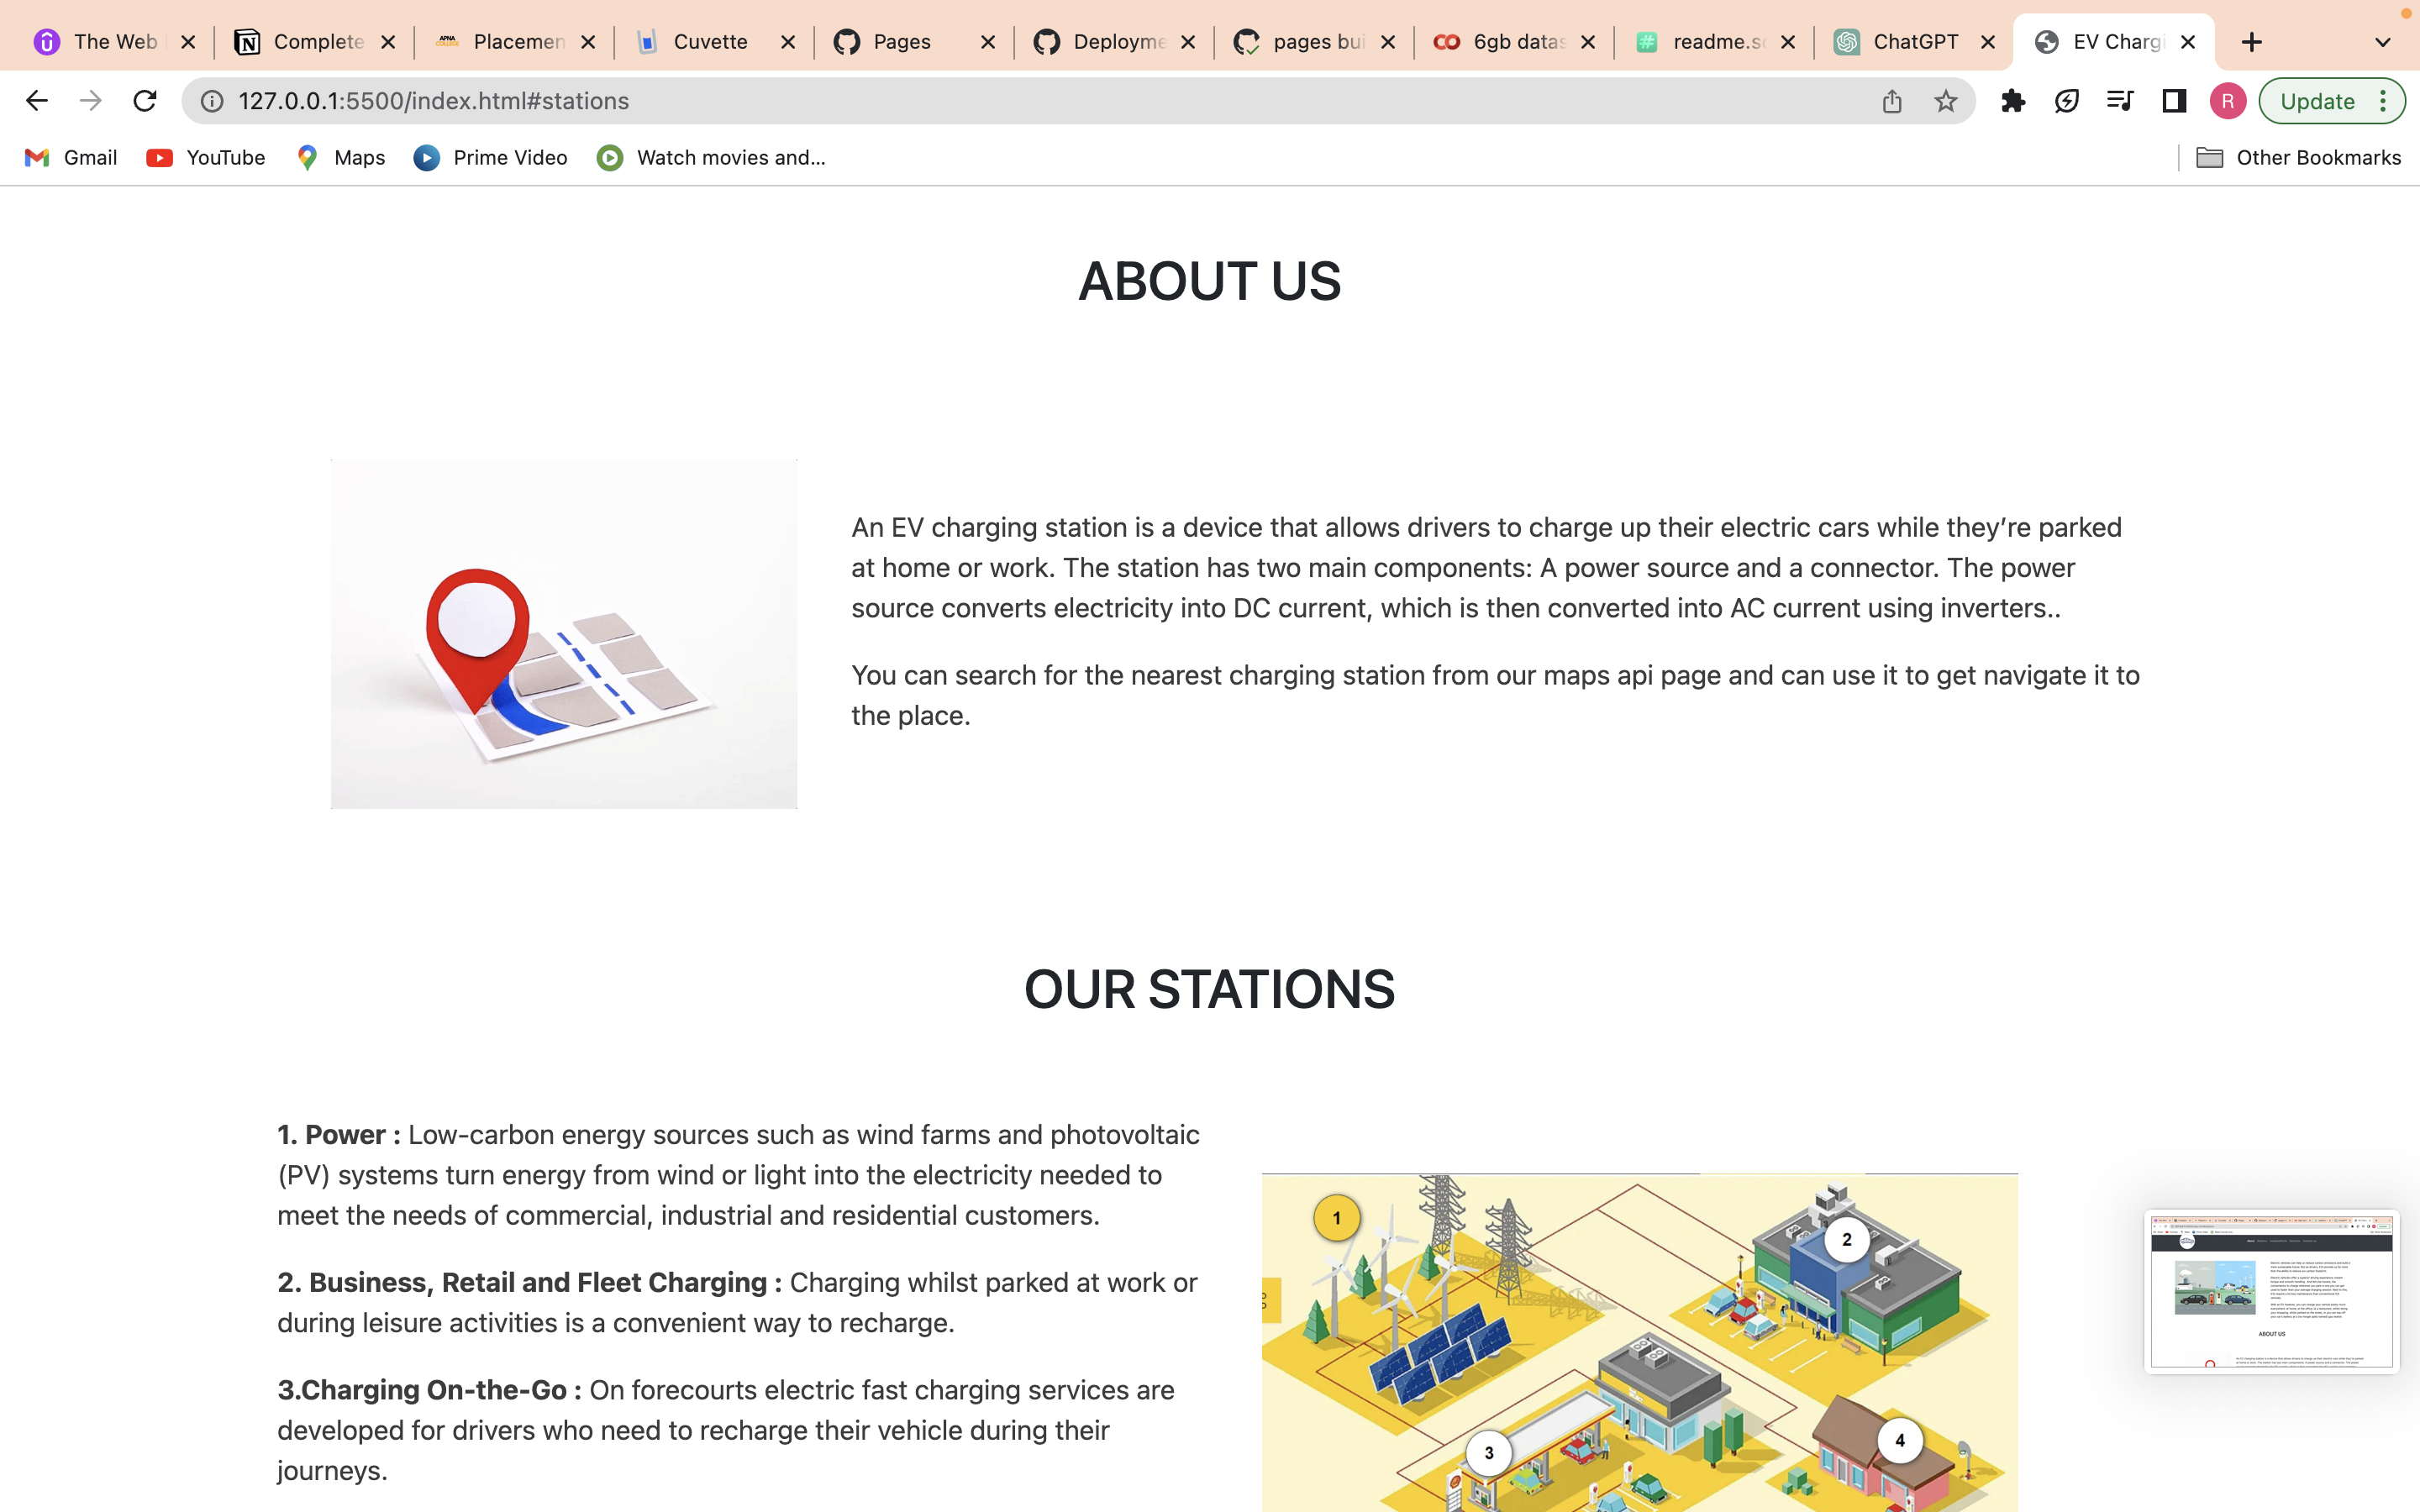 The Web
Complete
Placemen
Cuvette
Pages
Deployme
pages bui
6gb datas
readme.so
ChatGPT
EV Chargi
127.0.0.1:5500/index.html#stations
R
Update
Gmail
YouTube
Maps
Prime Video
Watch movies and...
Other Bookmarks
ABOUT US
An EV charging station is a device that allows drivers to charge up their electric cars while they’re parked
at home or work. The station has two main components: A power source and a connector. The power
source converts electricity into DC current, which is then converted into AC current using inverters..
You can search for the nearest charging station from our maps api page and can use it to get navigate it to
the place.
OUR STATIONS
1. Power : Low-carbon energy sources such as wind farms and photovoltaic
(PV) systems turn energy from wind or light into the electricity needed to
meet the needs of commercial, industrial and residential customers.
2. Business, Retail and Fleet Charging : Charging whilst parked at work or
during leisure activities is a convenient way to recharge.
3.Charging On-the-Go : On forecourts electric fast charging services are
developed for drivers who need to recharge their vehicle during their
journeys.
1
2
3
4
ABOUT US